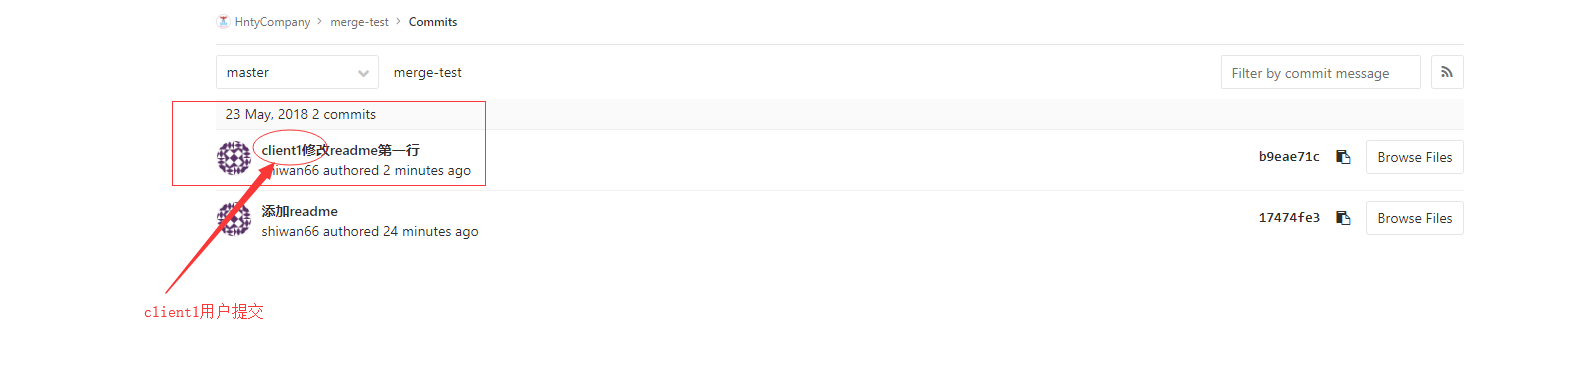 HntyCompany > merge-test > Commits
master merge-test Filter by commit message
23 May, 2018 2 commits
client1修改readme第一行 b9eae71c Browse Files
shiwan66 authored 2 minutes ago
添加readme 17474fe3 Browse Files
shiwan66 authored 24 minutes ago
client1用户提交